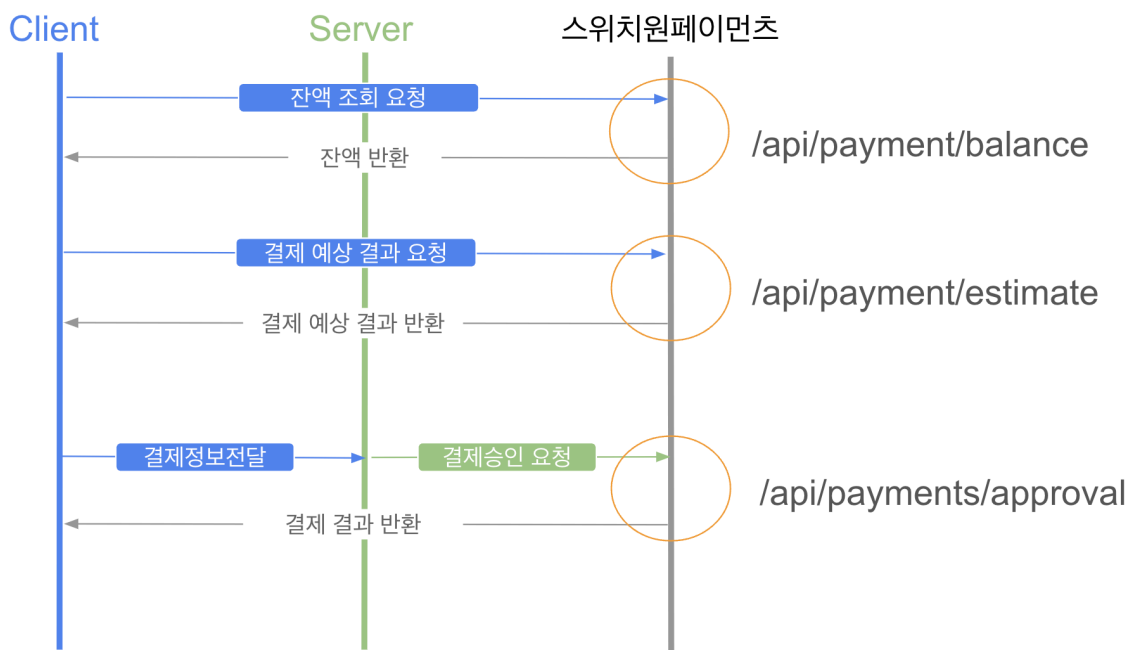 Client
Server
스위치원페이먼츠
잔액 조회 요청
잔액 반환
/api/payment/balance
결제 예상 결과 요청
결제 예상 결과 반환
/api/payment/estimate
결제정보전달
결제승인 요청
결제 결과 반환
/api/payments/approval